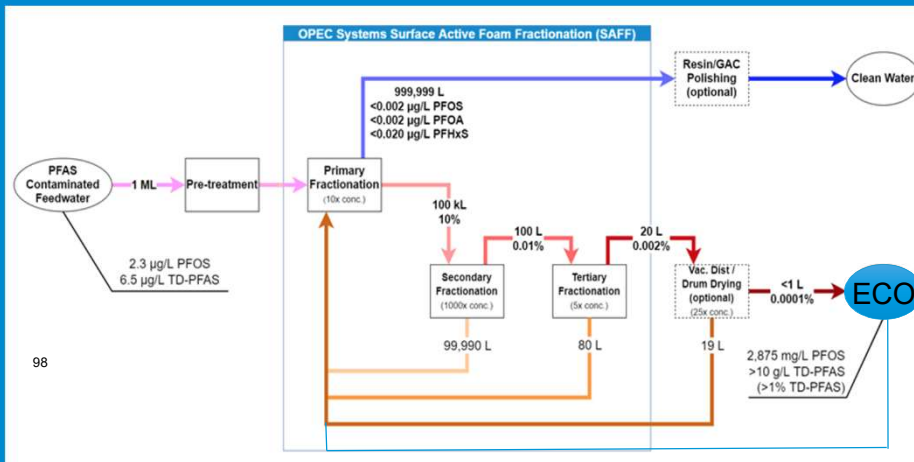 OPEC Systems Surface Active Foam Fractionation (SAFF)
Resin/GAC
Polishing
(optional)
Clean Water
999,999 L
<0.002 µg/L PFOS
<0.002 µg/L PFOA
<0.020 µg/L PFHxS
PFAS
Contaminated
Feedwater
1 ML
Pre-treatment
Primary
Fractionation
(10x conc.)
100 kL
10%
100 L
0.01%
20 L
0.002%
2.3 µg/L PFOS
6.5 µg/L TD-PFAS
Secondary
Fractionation
(1000x conc.)
Tertiary
Fractionation
(5x conc.)
Vac. Dist /
Drum Drying
(optional)
(25x conc.)
<1 L
0.0001%
ECO
99,990 L
80 L
19 L
2,875 mg/L PFOS
>10 g/L TD-PFAS
(>1% TD-PFAS)
98